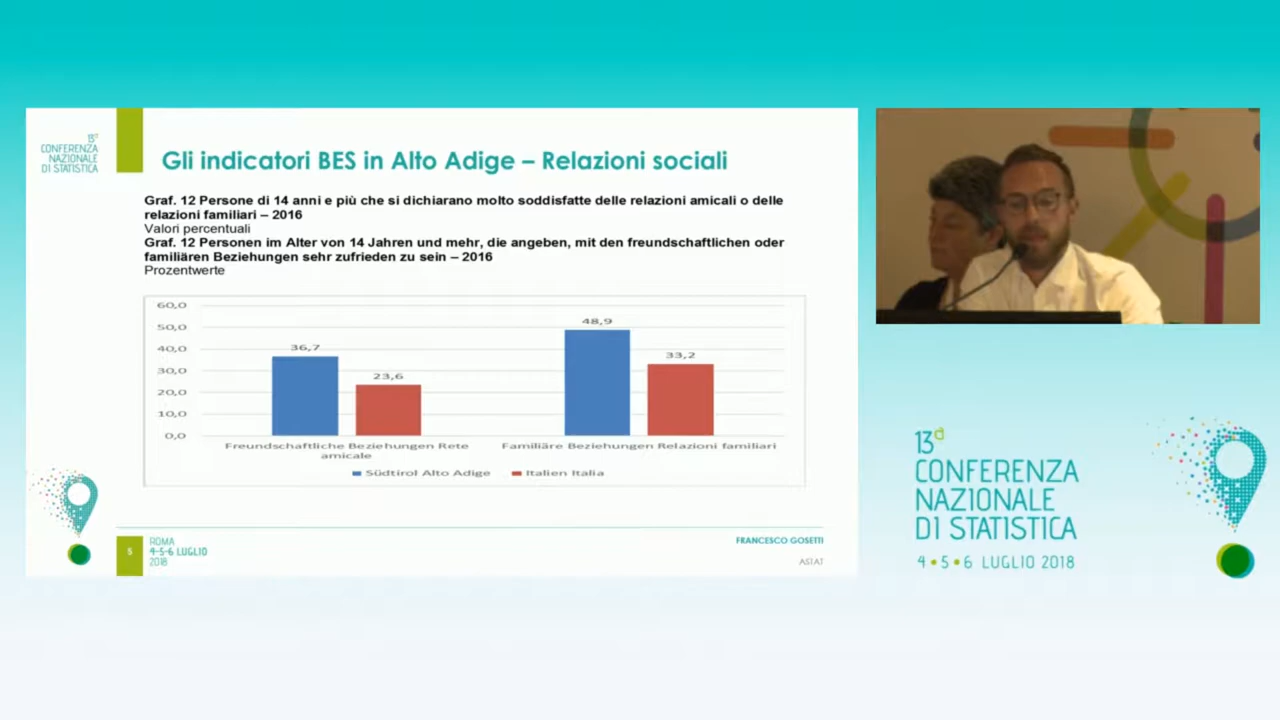 13ª
CONFERENZA
NAZIONALE
DI STATISTICA
Gli indicatori BES in Alto Adige – Relazioni sociali
Graf. 12 Persone di 14 anni e più che si dichiarano molto soddisfatte delle relazioni amicali o delle
relazioni familiari – 2016
Valori percentuali
Graf. 12 Personen im Alter von 14 Jahren und mehr, die angeben, mit den freundschaftlichen oder
familiären Beziehungen sehr zufrieden zu sein – 2016
Prozentwerte
60,0
50,0
40,0
30,0
20,0
10,0
0,0
36,7
23,6
48,9
33,2
Freundschaftliche Beziehungen Rete
amicale
Familiäre Beziehungen Relazioni familiari
Südtirol Alto Adige
Italien Italia
5
ROMA
4-5-6 LUGLIO
2018
FRANCESCO GOSETTI
ASTAT
13ª
CONFERENZA
NAZIONALE
DI STATISTICA
4 • 5 • 6 LUGLIO 2018